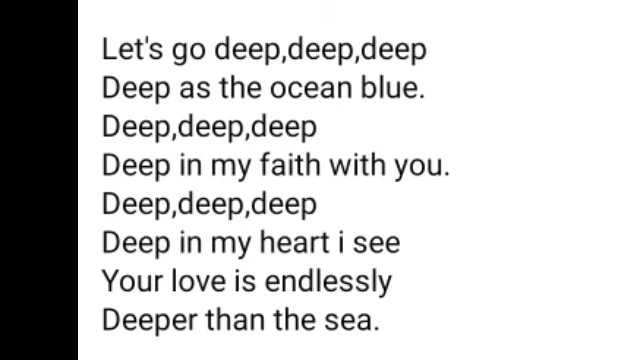 Let's go deep,deep,deep
Deep as the ocean blue.
Deep,deep,deep
Deep in my faith with you.
Deep,deep,deep
Deep in my heart i see
Your love is endlessly
Deeper than the sea.